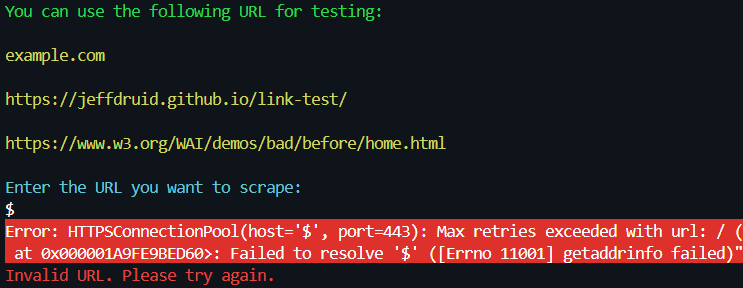 You can use the following URL for testing:
example.com
https://jeffdruid.github.io/link-test/
https://www.w3.org/WAI/demos/bad/before/home.html
Enter the URL you want to scrape:
$
Error: HTTPSConnectionPool(host='$', port=443): Max retries exceeded with url: / (
at 0x000001A9FE9BED60>: Failed to resolve '$' ([Errno 11001] getaddrinfo failed)"
Invalid URL. Please try again.